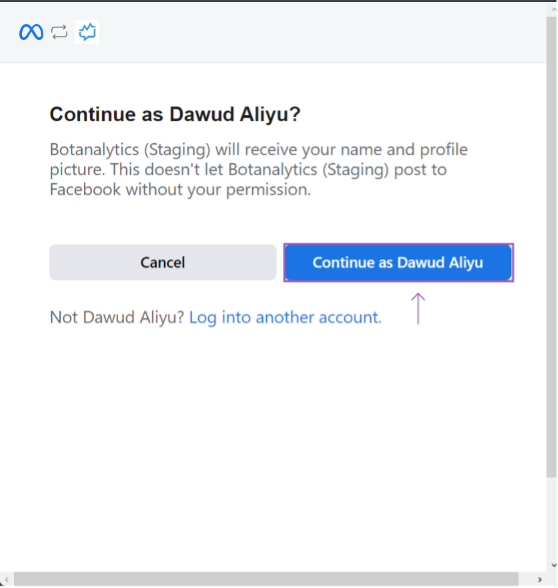 Continue as Dawud Aliyu?
Botanalytics (Staging) will receive your name and profile
picture. This doesn't let Botanalytics (Staging) post to
Facebook without your permission.
Cancel
Continue as Dawud Aliyu
Not Dawud Aliyu? Log into another account.